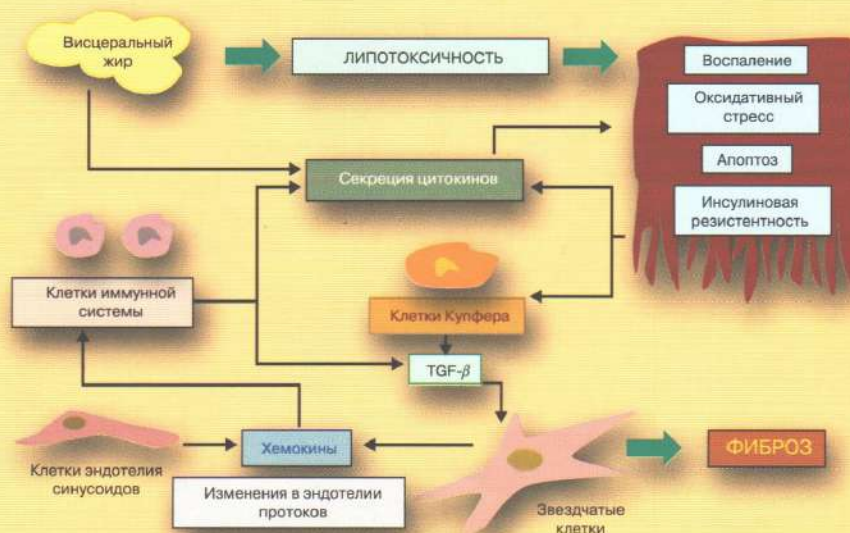 Висцеральный
жир
ЛИПОТОКСИЧНОСТЬ
Воспаление
Оксидативный
стресс
Апоптоз
Инсулиновая
резистентность
Секреция цитокинов
Клетки иммунной
системы
Клетки Купфера
TGF-β
Хемокины
Клетки эндотелия
синусоидов
Изменения в эндотелии
протоков
Звездчатые
клетки
ФИБРОЗ